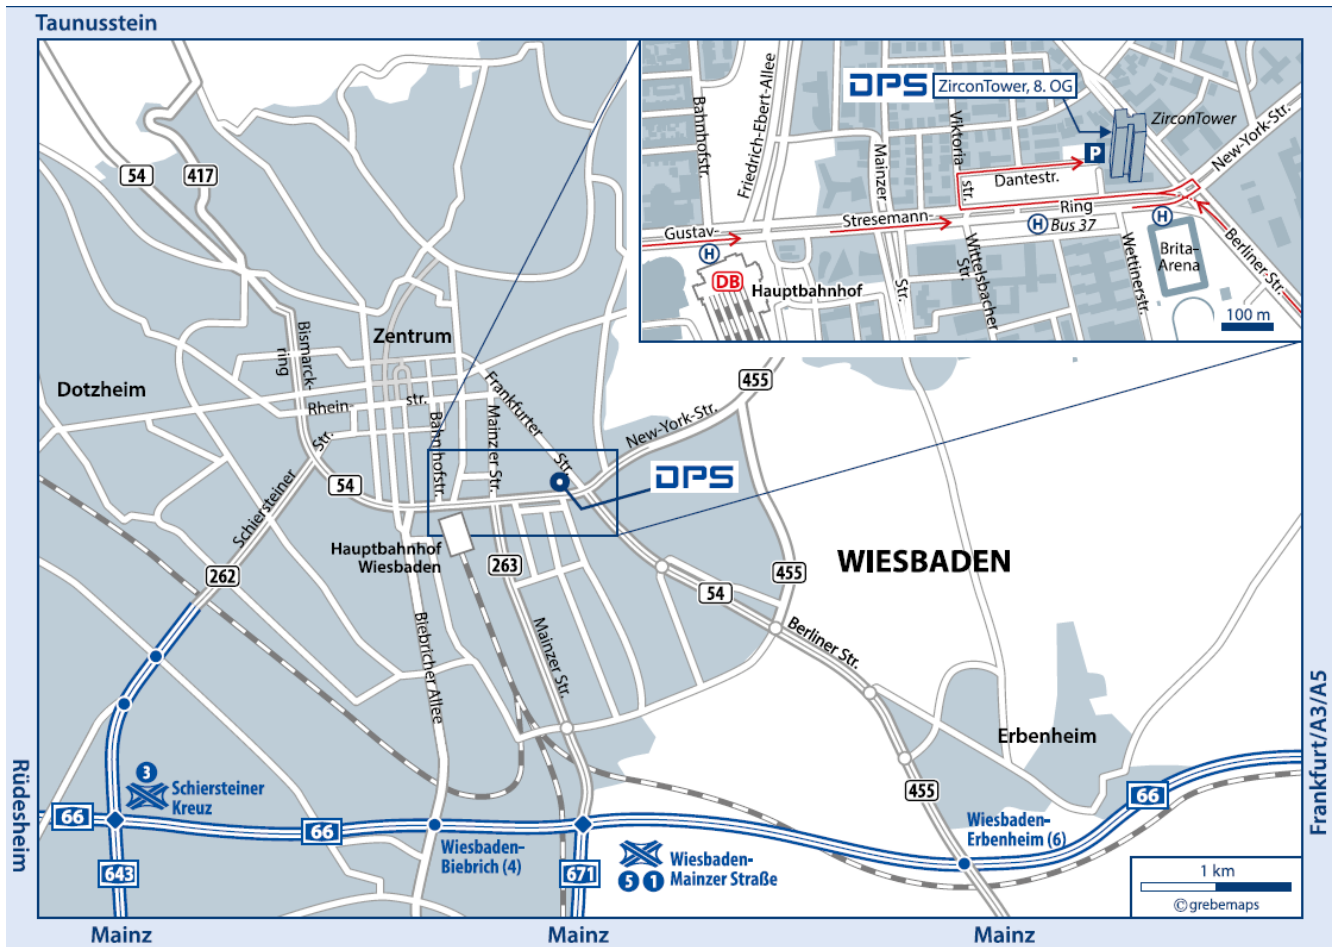 Taunusstein
DPS
ZirconTower, 8. OG
ZirconTower
New-York-Str.
Bahnhofstr.
Friedrich-Ebert-Allee
Mainzer
Str.
Viktoria-
str.
P
Dantestr.
Gustav-
Stresemann-
Ring
H
H
Bus 37
H
DB
Hauptbahnhof
Wittelsbacher
Str.
Wettinerstr.
Brita-
Arena
Berliner Str.
100 m
54
417
Zentrum
Bismarck-
ring
Dotzheim
Rhein-
str.
Bahnhofstr.
Mainzer Str.
Frankfurter
Str.
New-York-Str.
455
Schiersteiner
Str.
54
DPS
Hauptbahnhof
Wiesbaden
263
262
WIESBADEN
455
54
Berliner Str.
Biebricher Allee
Mainzer Str.
Erbenheim
Rüdesheim
Frankfurt/A3/A5
3
Schiersteiner
Kreuz
66
66
455
66
Wiesbaden-
Biebrich (4)
Wiesbaden-
Erbenheim (6)
643
671
5 1
Wiesbaden-
Mainzer Straße
1 km
© grebemaps
Mainz
Mainz
Mainz